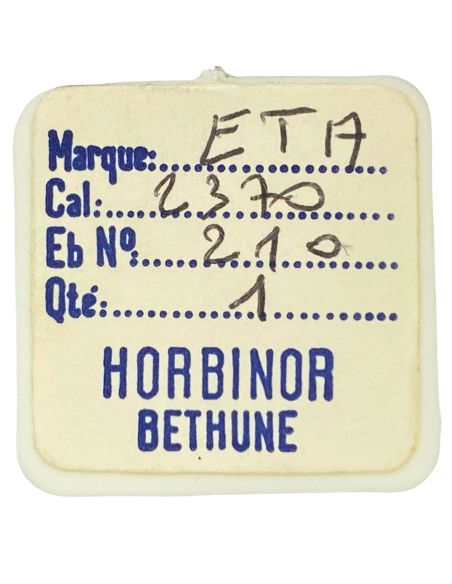 Marque: ETA
Cal: 2370
Eb Nº: 210
Qté: 1
HORBINOR
BETHUNE